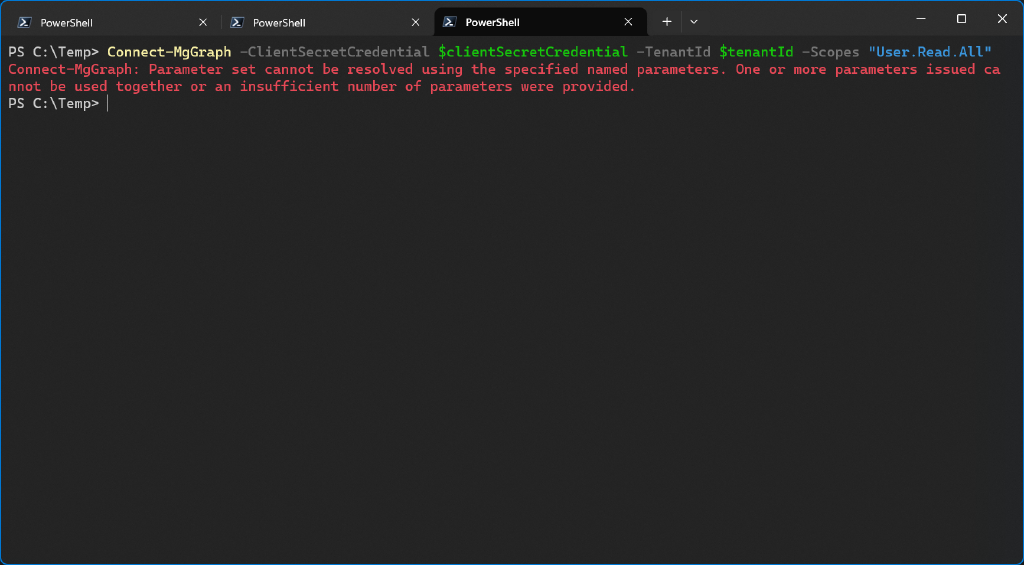 PowerShell
PowerShell
PowerShell
PS C:\Temp> Connect-MgGraph -ClientSecretCredential $clientSecretCredential -TenantId $tenantId -Scopes "User.Read.All"
Connect-MgGraph: Parameter set cannot be resolved using the specified named parameters. One or more parameters issued ca
nnot be used together or an insufficient number of parameters were provided.
PS C:\Temp>